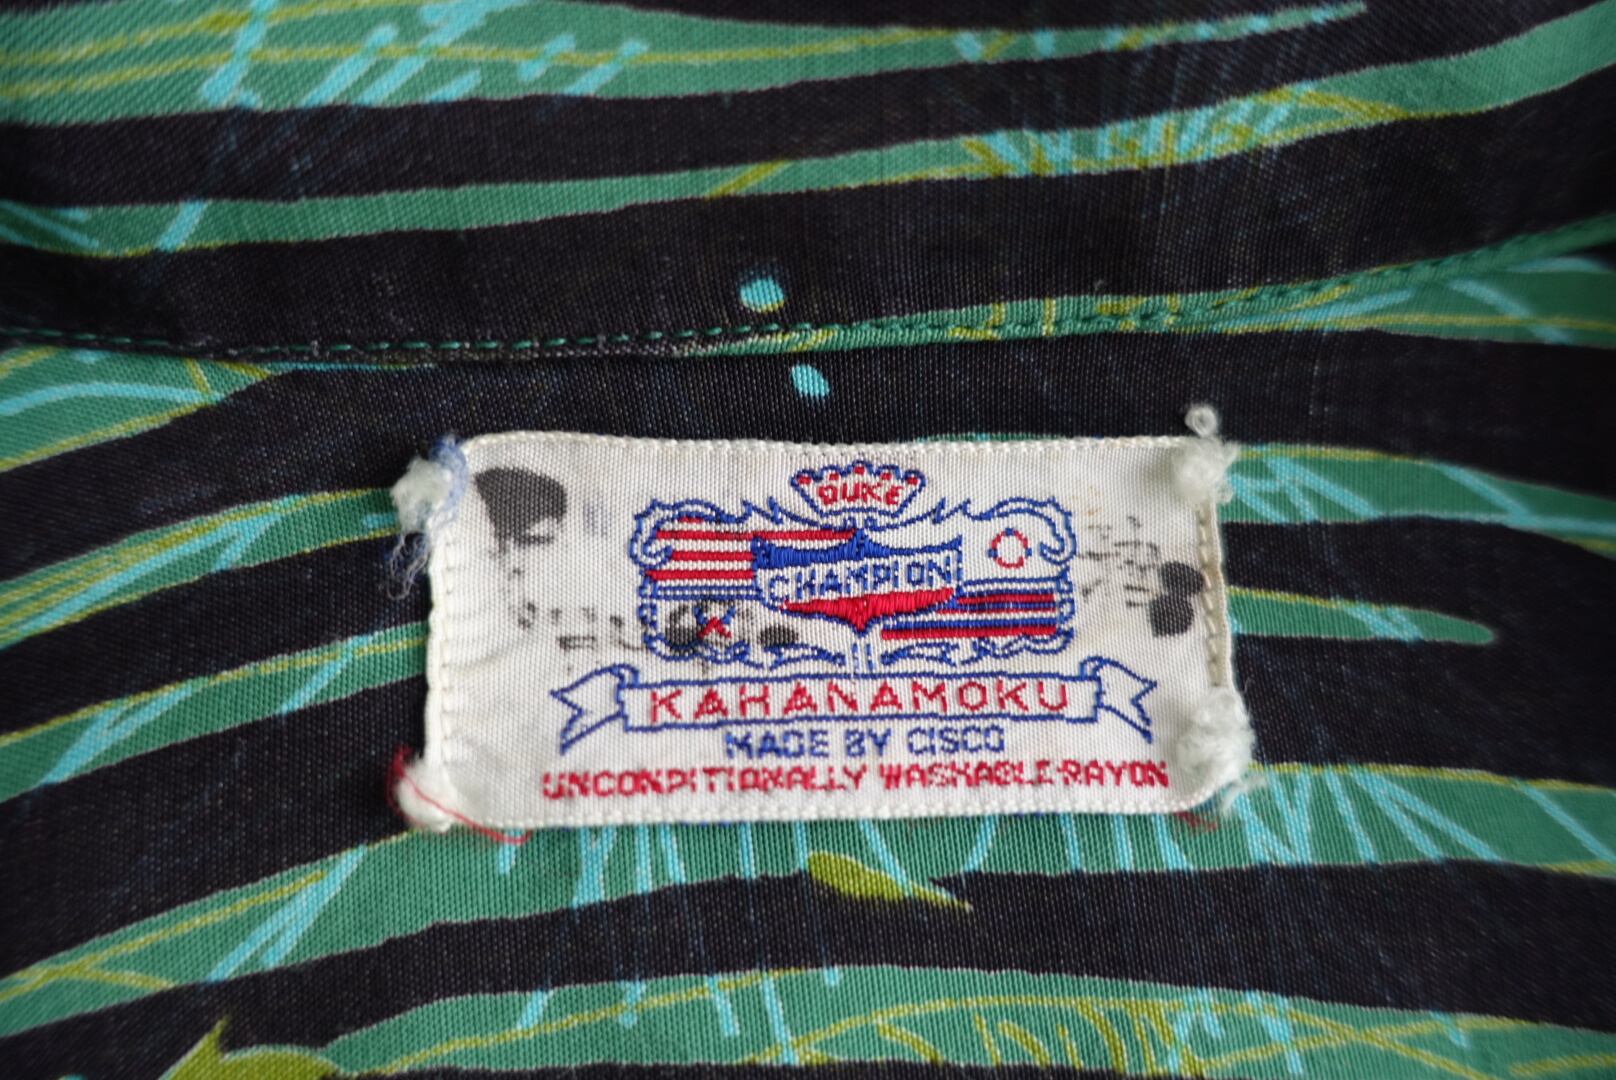 DUKE
CHAMPION
KAHANAMOKU
MADE BY CISCO
UNCONDITIONALLY WASHABLE-RAYON